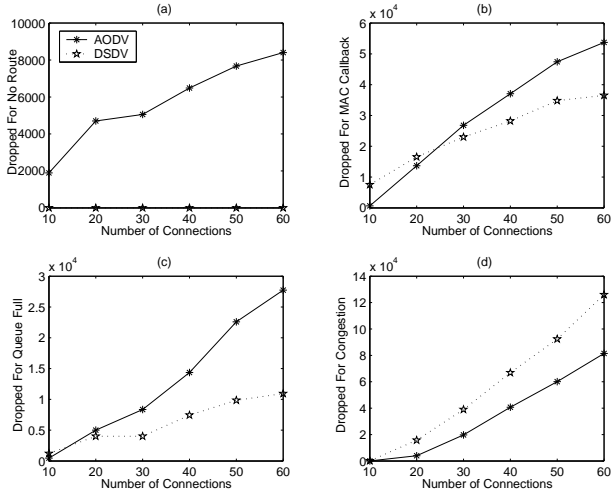 (a)
10000
8000
6000
4000
2000
0
10 20 30 40 50 60
Number of Connections
Dropped For No Route
AODV
DSDV
(b)
x 10^4
6
5
4
3
2
1
0
10 20 30 40 50 60
Number of Connections
Dropped For MAC Callback
(c)
x 10^4
3
2.5
2
1.5
1
0.5
0
10 20 30 40 50 60
Number of Connections
Dropped For Queue Full
(d)
x 10^4
14
12
10
8
6
4
2
0
10 20 30 40 50 60
Number of Connections
Dropped For Congestion